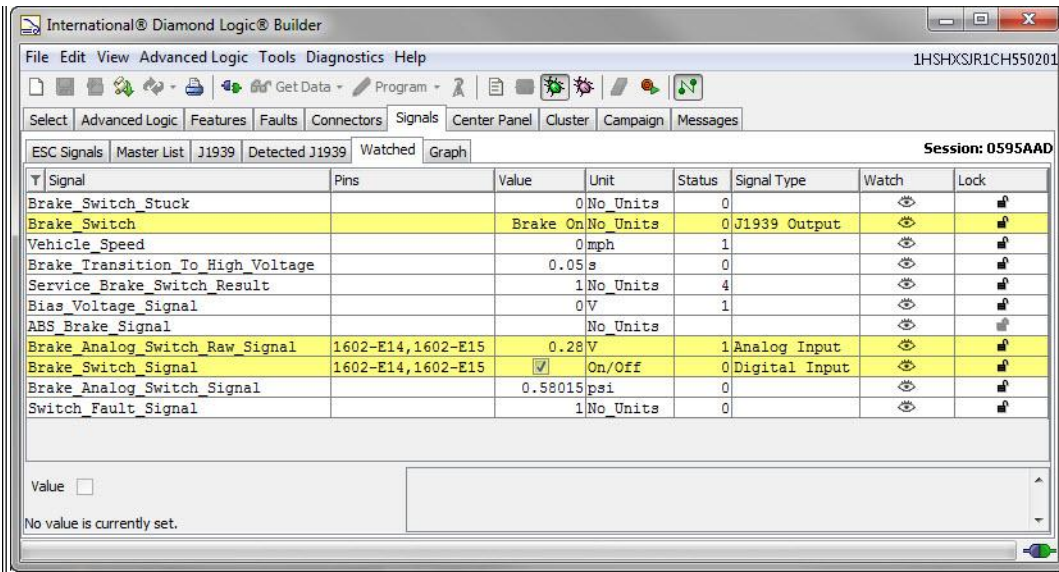 International® Diamond Logic® Builder
File Edit View Advanced Logic Tools Diagnostics Help 1HSHXSJR1CH550201
Get Data Program
Select Advanced Logic Features Faults Connectors Signals Center Panel Cluster Campaign Messages
ESC Signals Master List J1939 Detected J1939 Watched Graph Session: 0595AAD
Signal Pins Value Unit Status Signal Type Watch Lock
Brake_Switch_Stuck 0 No_Units 0
Brake_Switch Brake On No_Units 0 J1939 Output
Vehicle_Speed 0 mph 1
Brake_Transition_To_High_Voltage 0.05 s 0
Service_Brake_Switch_Result 1 No_Units 4
Bias_Voltage_Signal 0 V 1
ABS_Brake_Signal No_Units
Brake_Analog_Switch_Raw_Signal 1602-E14,1602-E15 0.28 V 1 Analog Input
Brake_Switch_Signal 1602-E14,1602-E15 On/Off 0 Digital Input
Brake_Analog_Switch_Signal 0.58015 psi 0
Switch_Fault_Signal 1 No_Units 0
Value
No value is currently set.